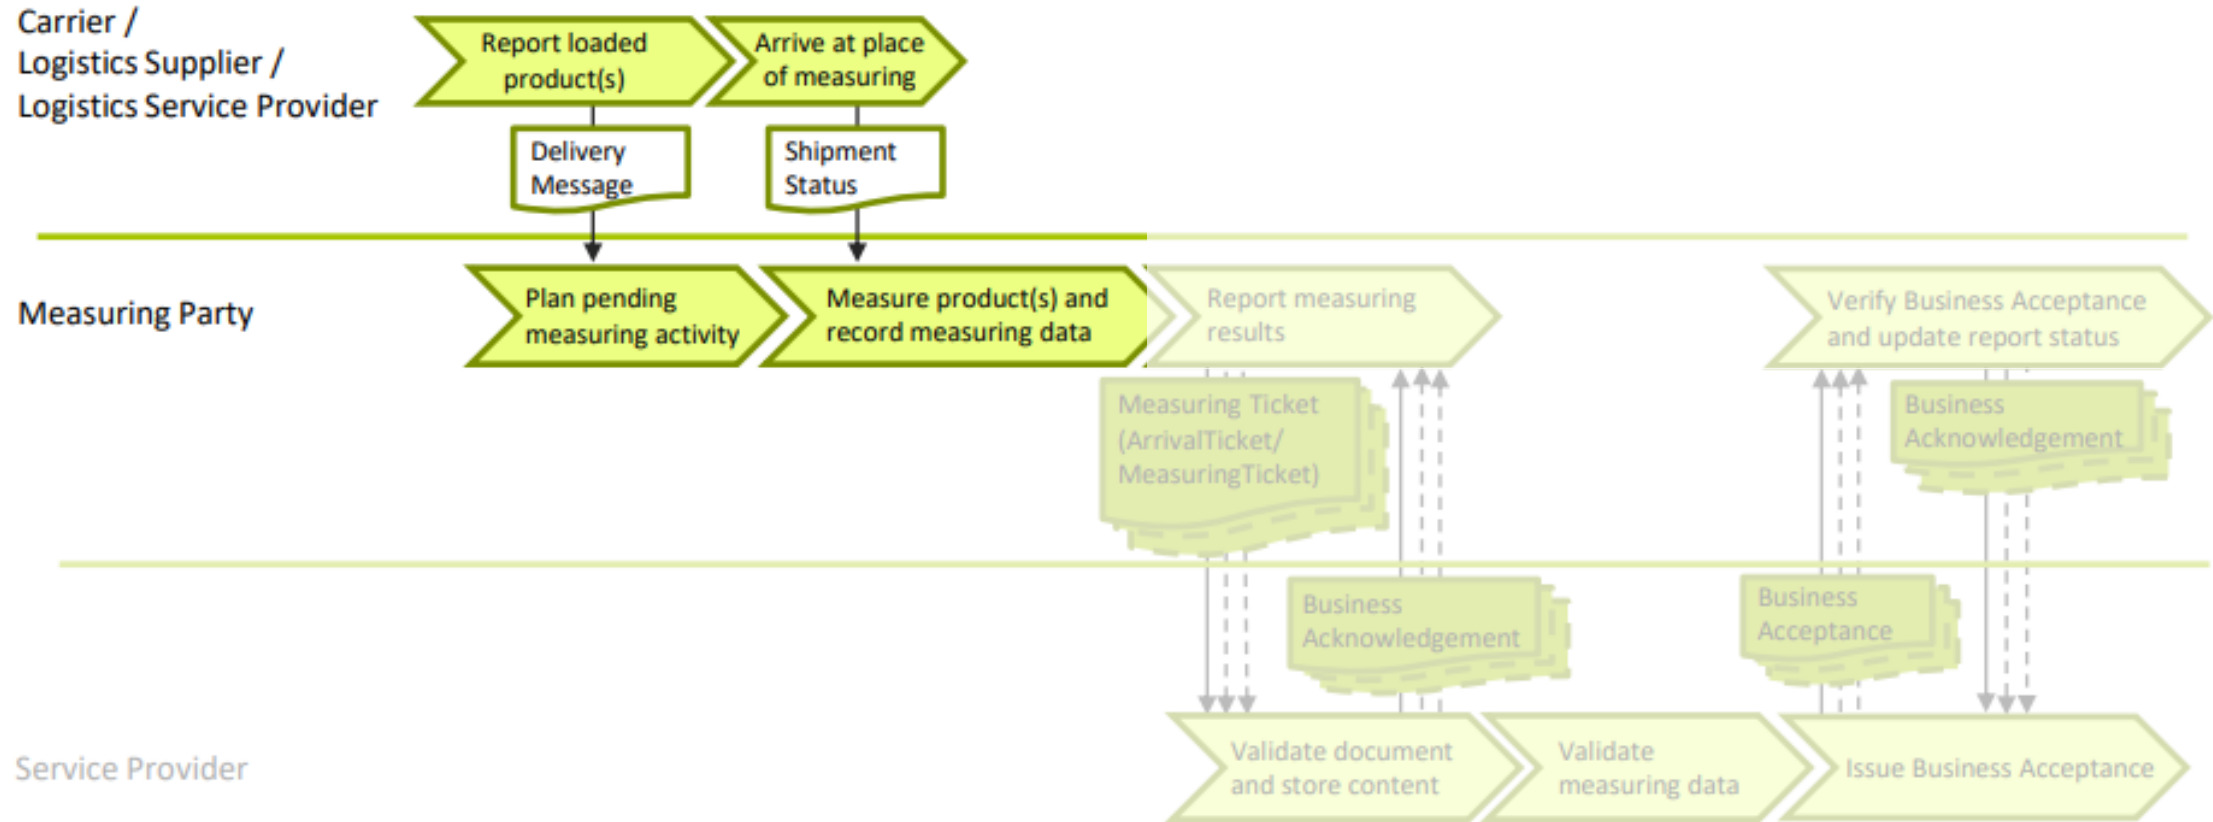 Carrier /
Logistics Supplier /
Logistics Service Provider
Report loaded
product(s)
Arrive at place
of measuring
Delivery
Message
Shipment
Status
Measuring Party
Plan pending
measuring activity
Measure product(s) and
record measuring data
Report measuring
results
Verify Business Acceptance
and update report status
Measuring Ticket
(ArrivalTicket/
MeasuringTicket)
Business
Acknowledgement
Business
Acknowledgement
Business
Acceptance
Service Provider
Validate document
and store content
Validate
measuring data
Issue Business Acceptance